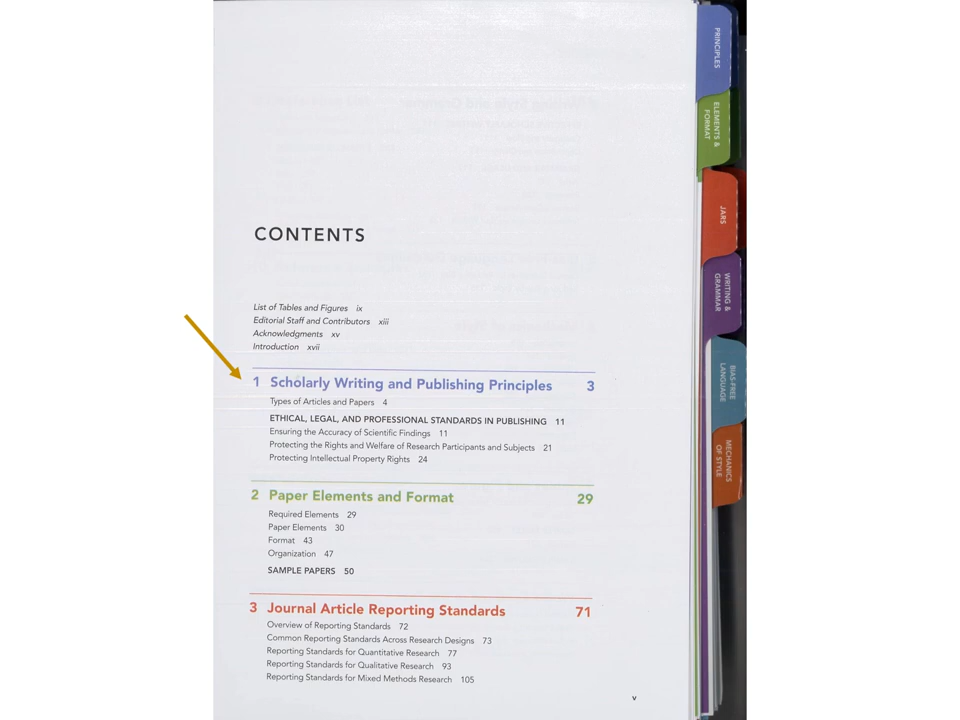 CONTENTS
List of Tables and Figures ix
Editorial Staff and Contributors xiii
Acknowledgments xv
Introduction xvii
1 Scholarly Writing and Publishing Principles 3
Types of Articles and Papers 4
ETHICAL, LEGAL, AND PROFESSIONAL STANDARDS IN PUBLISHING 11
Ensuring the Accuracy of Scientific Findings 11
Protecting the Rights and Welfare of Research Participants and Subjects 21
Protecting Intellectual Property Rights 24
2 Paper Elements and Format 29
Required Elements 29
Paper Elements 30
Format 43
Organization 47
SAMPLE PAPERS 50
3 Journal Article Reporting Standards 71
Overview of Reporting Standards 72
Common Reporting Standards Across Research Designs 73
Reporting Standards for Quantitative Research 77
Reporting Standards for Qualitative Research 93
Reporting Standards for Mixed Methods Research 105
v
PRINCIPLES
ELEMENTS &
FORMAT
JARS
WRITING &
GRAMMAR
BIAS-FREE
LANGUAGE
MECHANICS
OF STYLE